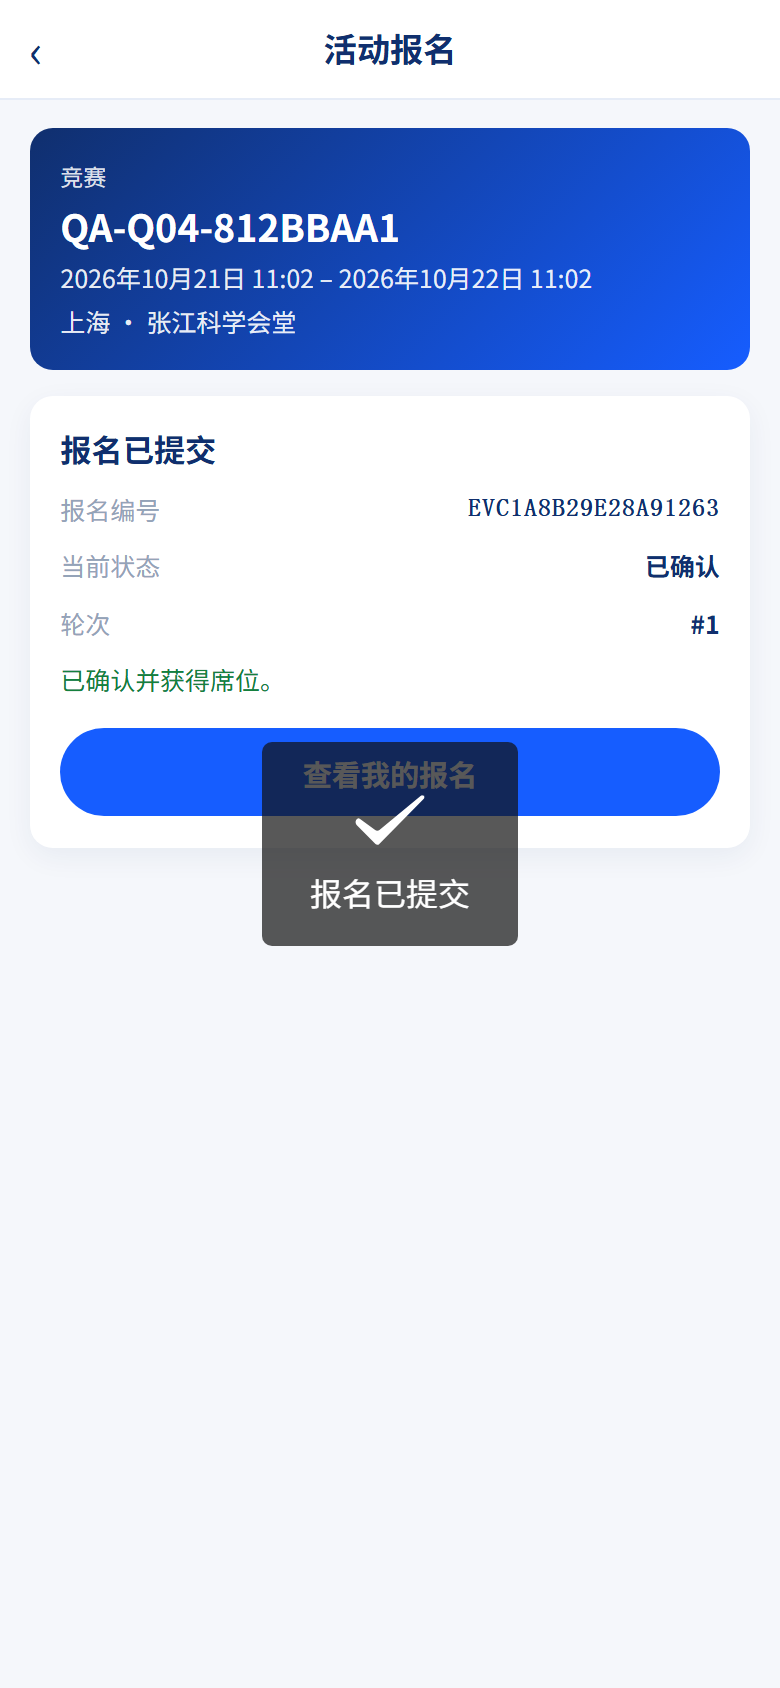 ‹
活动报名
竞赛
QA-Q04-812BBAA1
2026年10月21日 11:02 – 2026年10月22日 11:02
上海 · 张江科学会堂
报名已提交
报名编号 EVC1A8B29E28A91263
当前状态 已确认
轮次 #1
已确认并获得席位。
查看我的报名
报名已提交